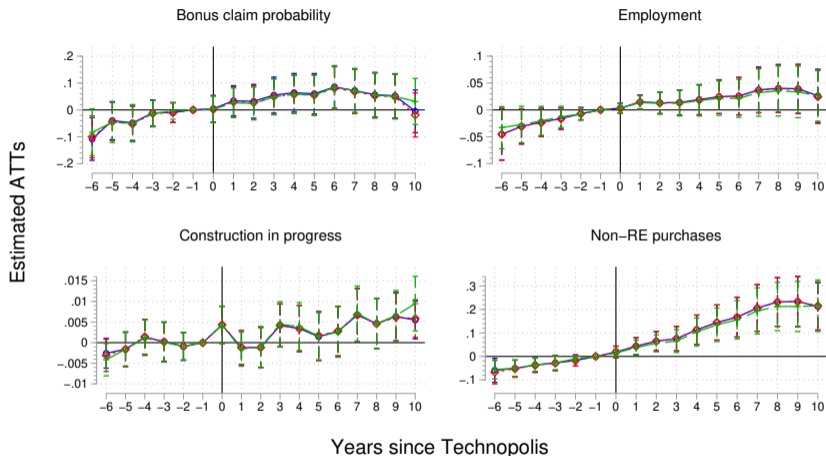 Bonus claim probability
Employment
.2
.1
0
-.1
-.2
-6 -5 -4 -3 -2 -1 0 1 2 3 4 5 6 7 8 9 10
.1
.05
0
-.05
-.1
-6 -5 -4 -3 -2 -1 0 1 2 3 4 5 6 7 8 9 10
Estimated ATTs
Construction in progress
Non−RE purchases
.015
.01
.005
0
-.005
-.01
-6 -5 -4 -3 -2 -1 0 1 2 3 4 5 6 7 8 9 10
.3
.2
.1
0
-.1
-6 -5 -4 -3 -2 -1 0 1 2 3 4 5 6 7 8 9 10
Years since Technopolis